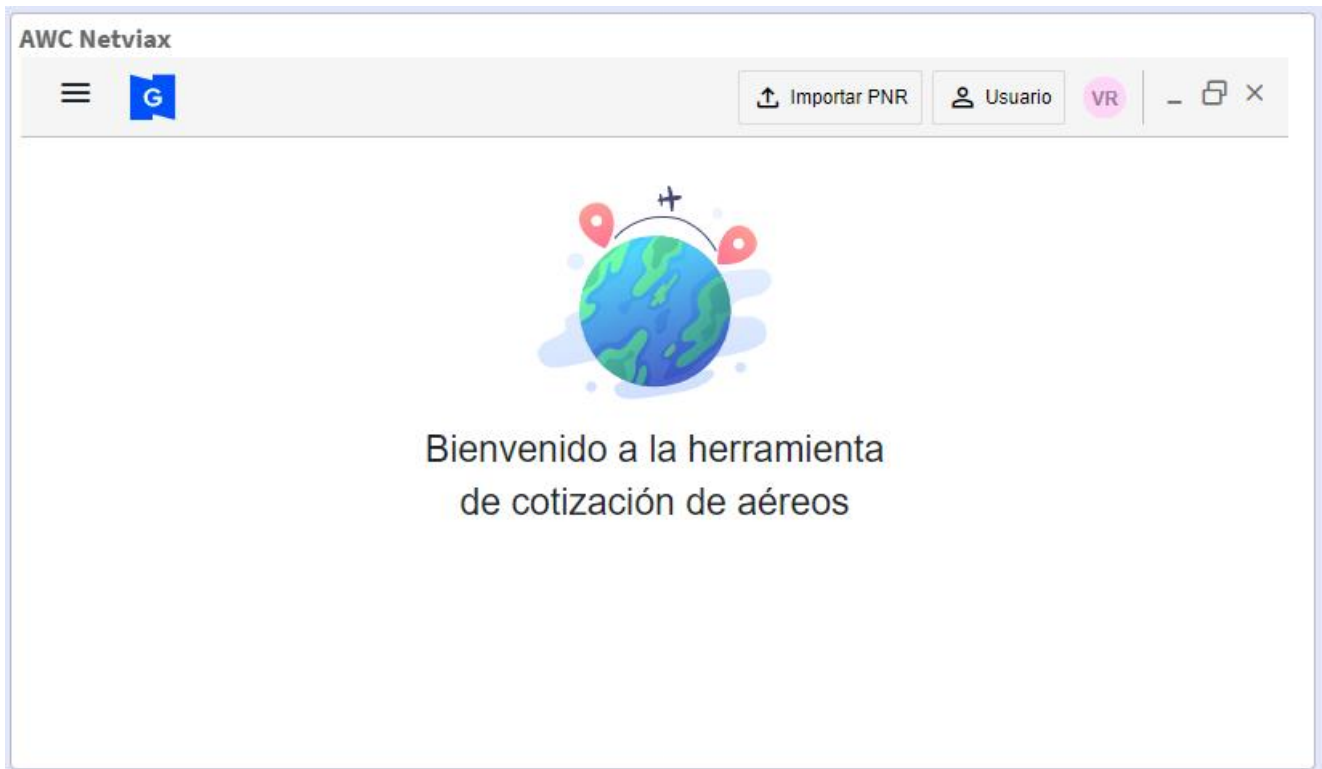 AWC Netviax
G
Importar PNR
Usuario
VR
Bienvenido a la herramienta
de cotización de aéreos